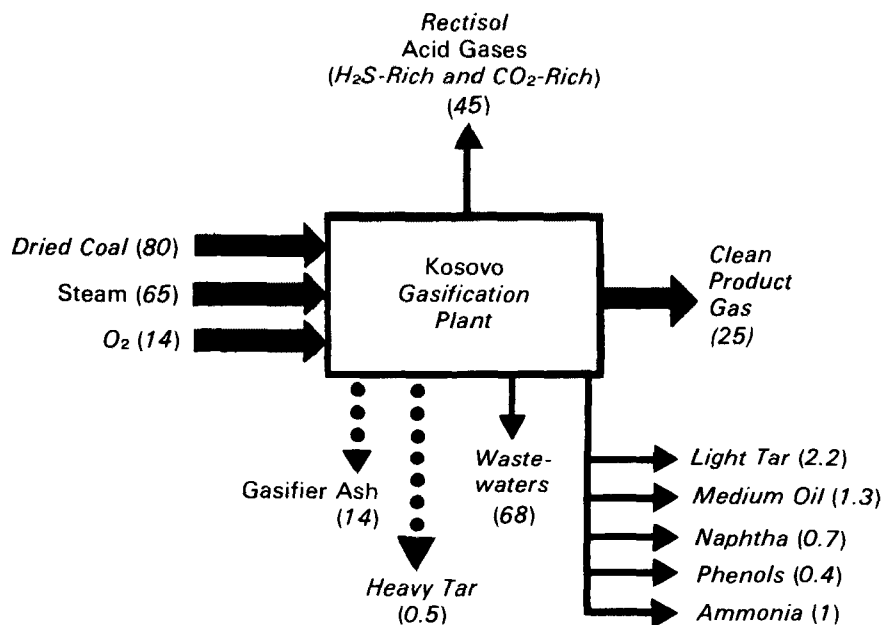 Rectisol
Acid Gases
(H₂S-Rich and CO₂-Rich)
(45)
Dried Coal (80)
Steam (65)
O₂ (14)
Kosovo
Gasification
Plant
Clean
Product
Gas
(25)
Gasifier Ash
(14)
Heavy Tar
(0.5)
Waste-
waters
(68)
Light Tar (2.2)
Medium Oil (1.3)
Naphtha (0.7)
Phenols (0.4)
Ammonia (1)